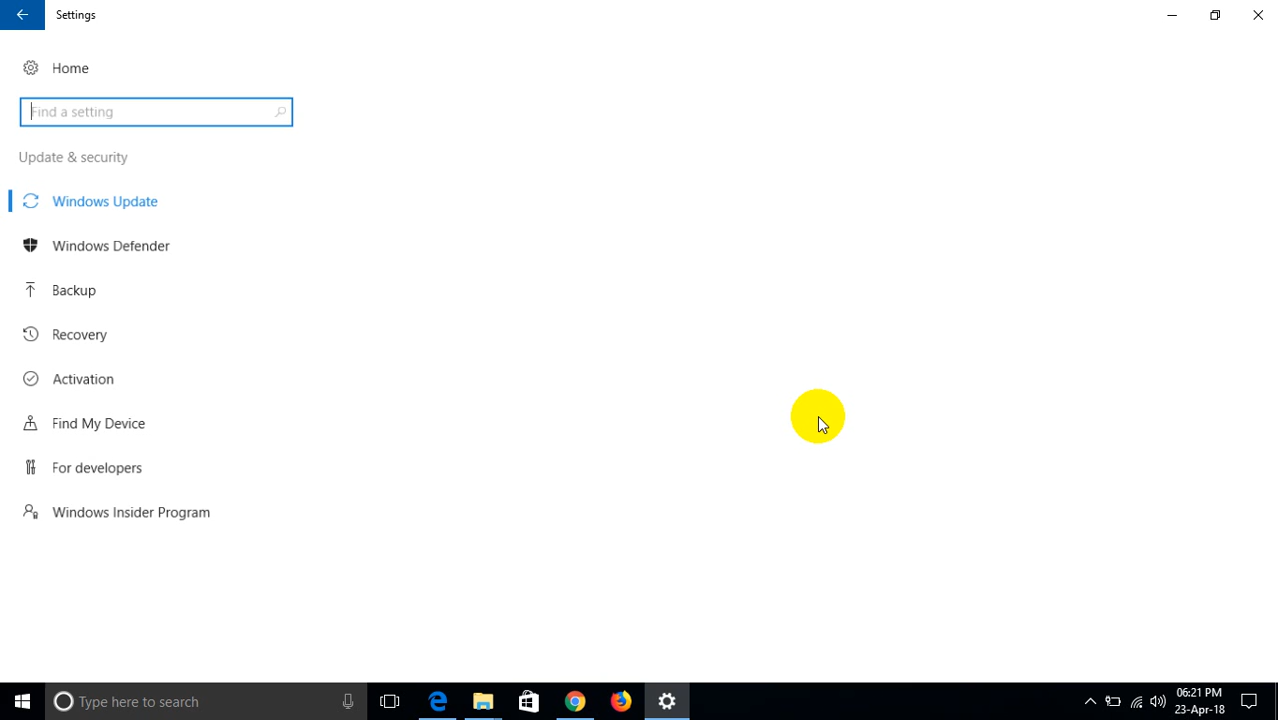 Settings
Home
Find a setting
Update & security
Windows Update
Windows Defender
Backup
Recovery
Activation
Find My Device
For developers
Windows Insider Program
Type here to search
06:21 PM
23-Apr-18